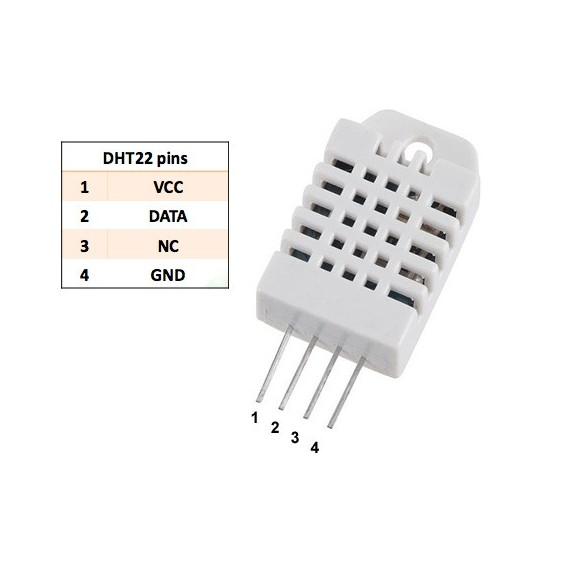 DHT22 pins
1 VCC
2 DATA
3 NC
4 GND
1
2
3
4